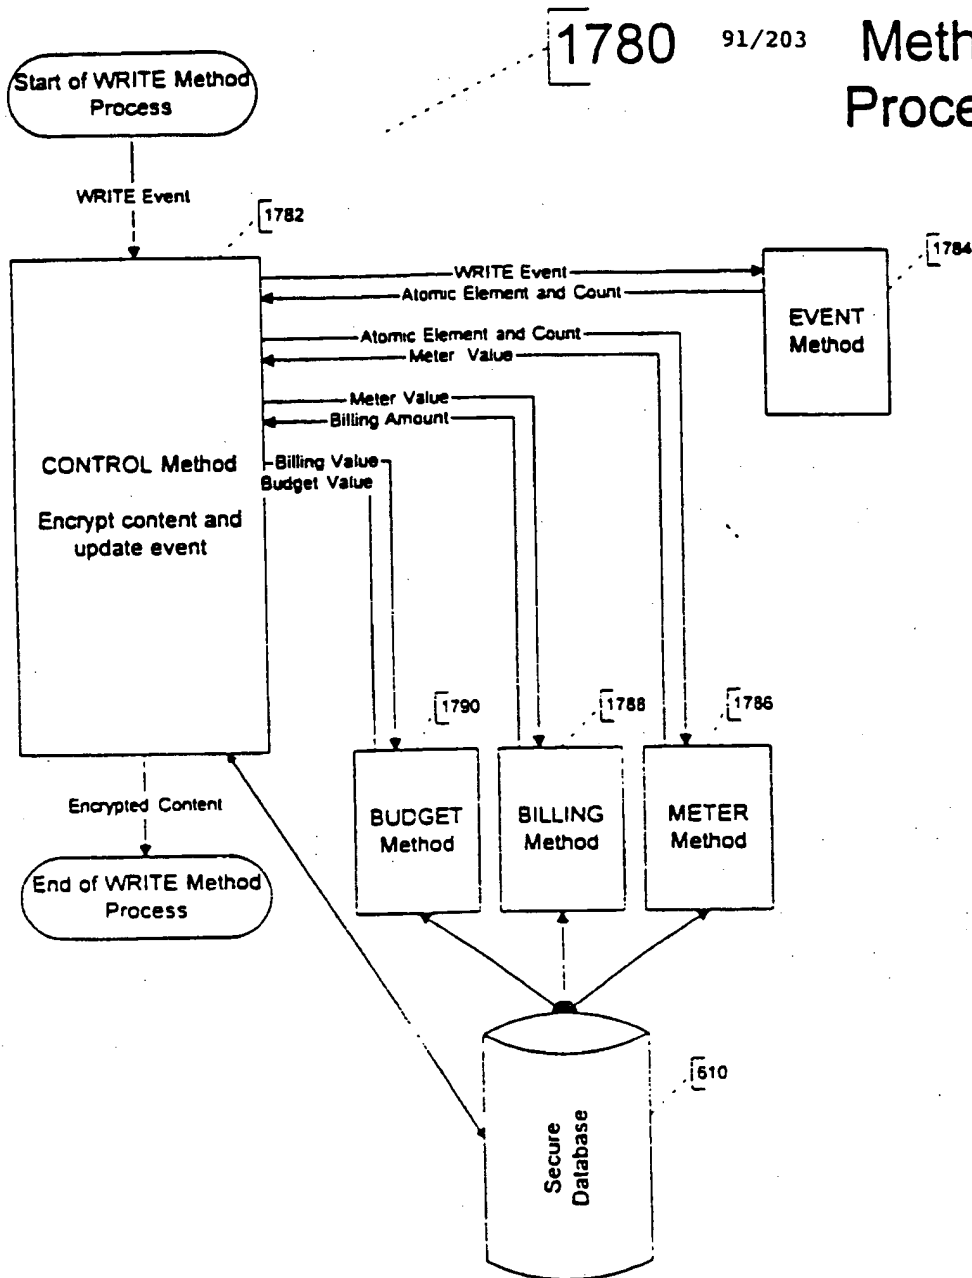 1780 91/203 Meth
Proce
Start of WRITE Method
Process
WRITE Event
1782
1784
WRITE Event
Atomic Element and Count
EVENT
Method
Atomic Element and Count
Meter Value
Meter Value
Billing Amount
CONTROL Method
Billing Value
Budget Value
Encrypt content and
update event
1790
1788
1786
Encrypted Content
BUDGET
Method
BILLING
Method
METER
Method
End of WRITE Method
Process
610
Secure
Database